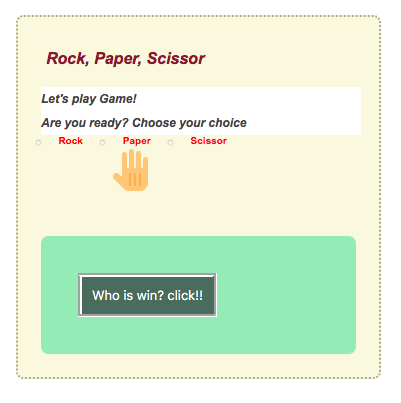 Rock, Paper, Scissor
Let's play Game!
Are you ready? Choose your choice
Rock Paper Scissor
Who is win? click!!